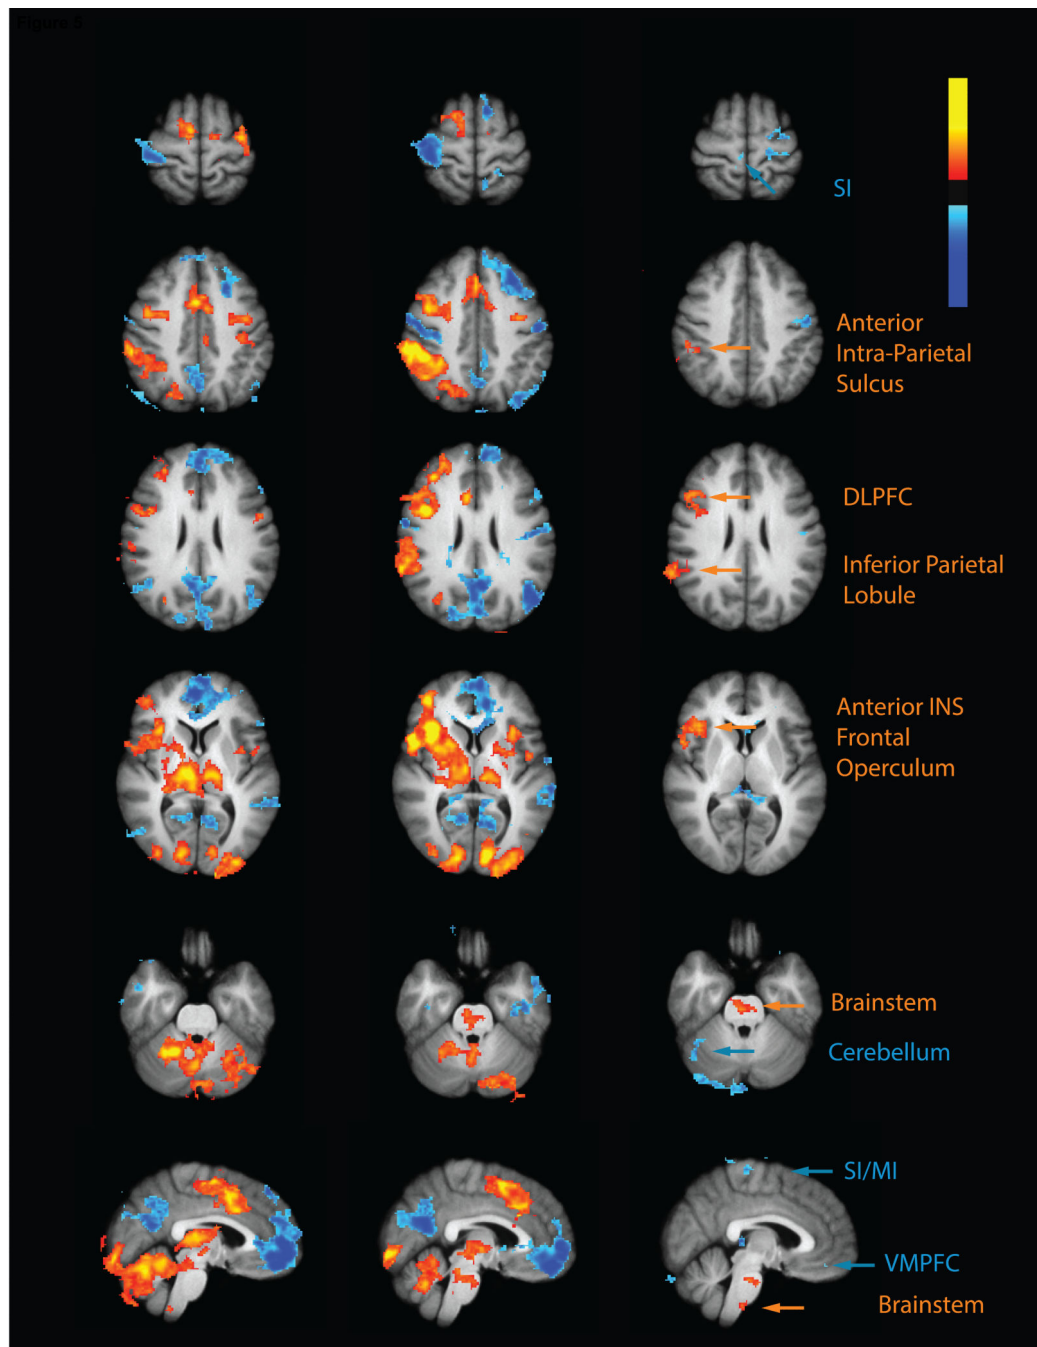 Figure 5
SI
Anterior
Intra-Parietal
Sulcus
DLPFC
Inferior Parietal
Lobule
Anterior INS
Frontal
Operculum
Brainstem
Cerebellum
SI/MI
VMPFC
Brainstem